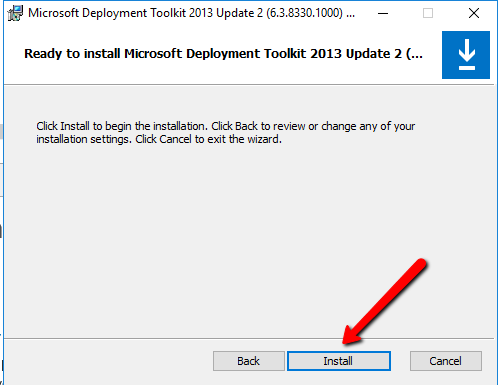 Microsoft Deployment Toolkit 2013 Update 2 (6.3.8330.1000) ...
Ready to install Microsoft Deployment Toolkit 2013 Update 2 (...
Click Install to begin the installation. Click Back to review or change any of your
installation settings. Click Cancel to exit the wizard.
Back Install Cancel